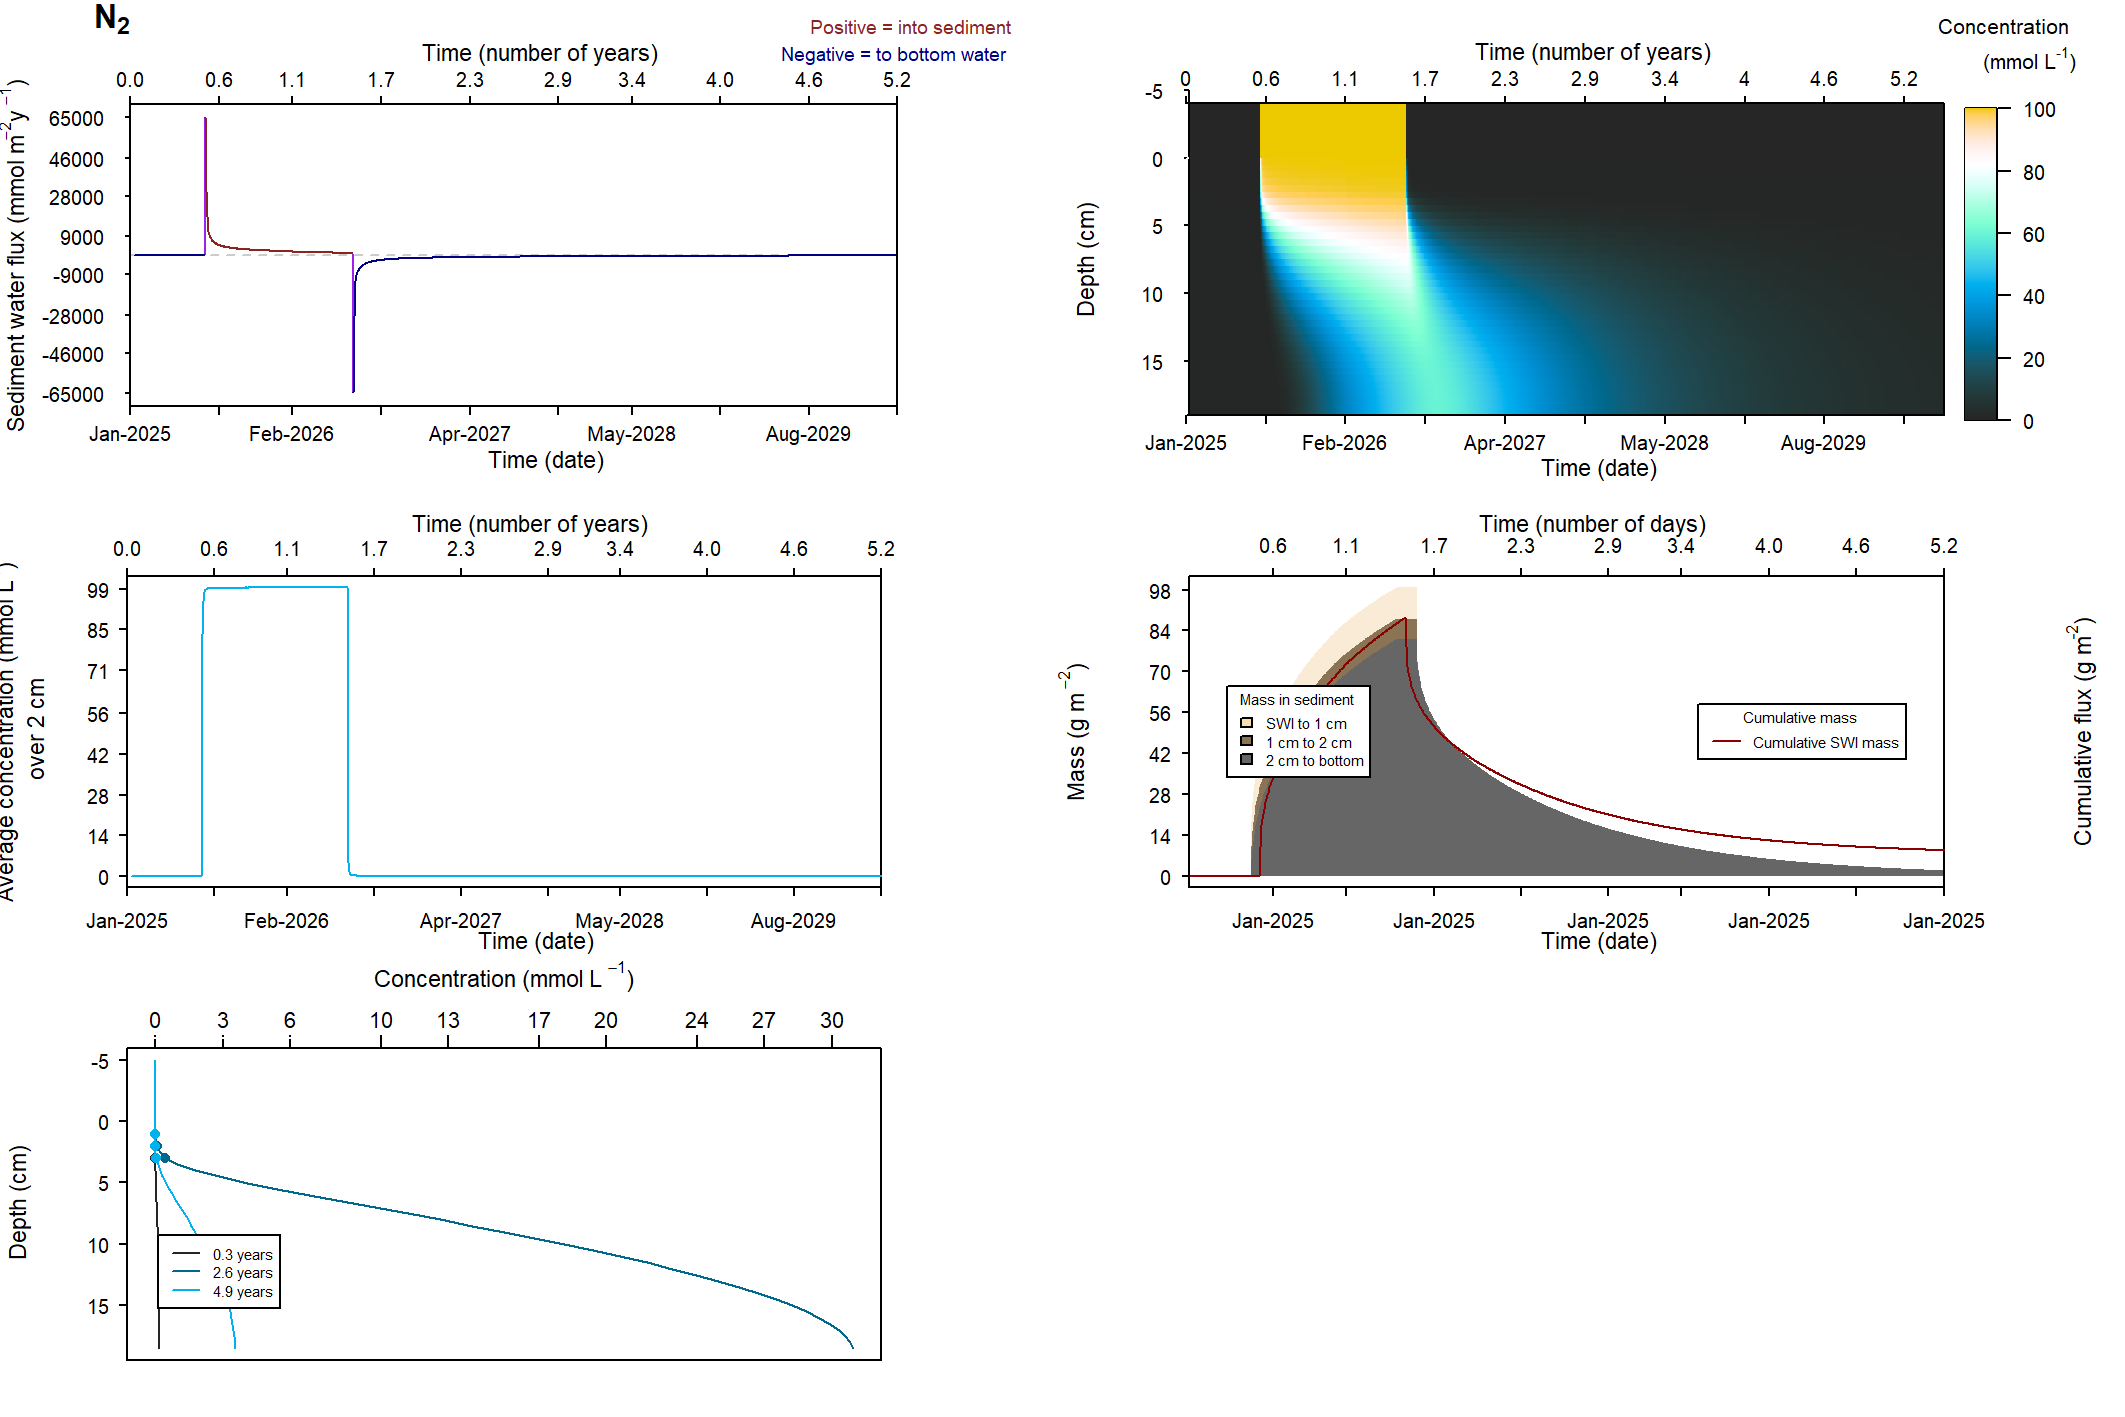 N2
Positive = into sediment
Time (number of years)
Negative = to bottom water
0.0 0.6 1.1 1.7 2.3 2.9 3.4 4.0 4.6 5.2
Sediment water flux (mmol m−2y−1)
65000
46000
28000
9000
-9000
-28000
-46000
-65000
Jan-2025 Feb-2026 Apr-2027 May-2028 Aug-2029
Time (date)
Concentration
(mmol L-1)
Time (number of years)
0 0.6 1.1 1.7 2.3 2.9 3.4 4 4.6 5.2
Depth (cm)
-5
0
5
10
15
100
80
60
40
20
0
Jan-2025 Feb-2026 Apr-2027 May-2028 Aug-2029
Time (date)
Time (number of years)
0.0 0.6 1.1 1.7 2.3 2.9 3.4 4.0 4.6 5.2
Average concentration (mmol L )
over 2 cm
99
85
71
56
42
28
14
0
Jan-2025 Feb-2026 Apr-2027 May-2028 Aug-2029
Time (date)
Time (number of days)
0.6 1.1 1.7 2.3 2.9 3.4 4.0 4.6 5.2
Mass (g m−2)
98
84
70
56
42
28
14
0
Mass in sediment
SWI to 1 cm
1 cm to 2 cm
2 cm to bottom
Cumulative mass
Cumulative SWI mass
Cumulative flux (g m-2)
Jan-2025 Jan-2025 Jan-2025 Jan-2025 Jan-2025
Time (date)
Concentration (mmol L−1)
0 3 6 10 13 17 20 24 27 30
Depth (cm)
-5
0
5
10
15
0.3 years
2.6 years
4.9 years